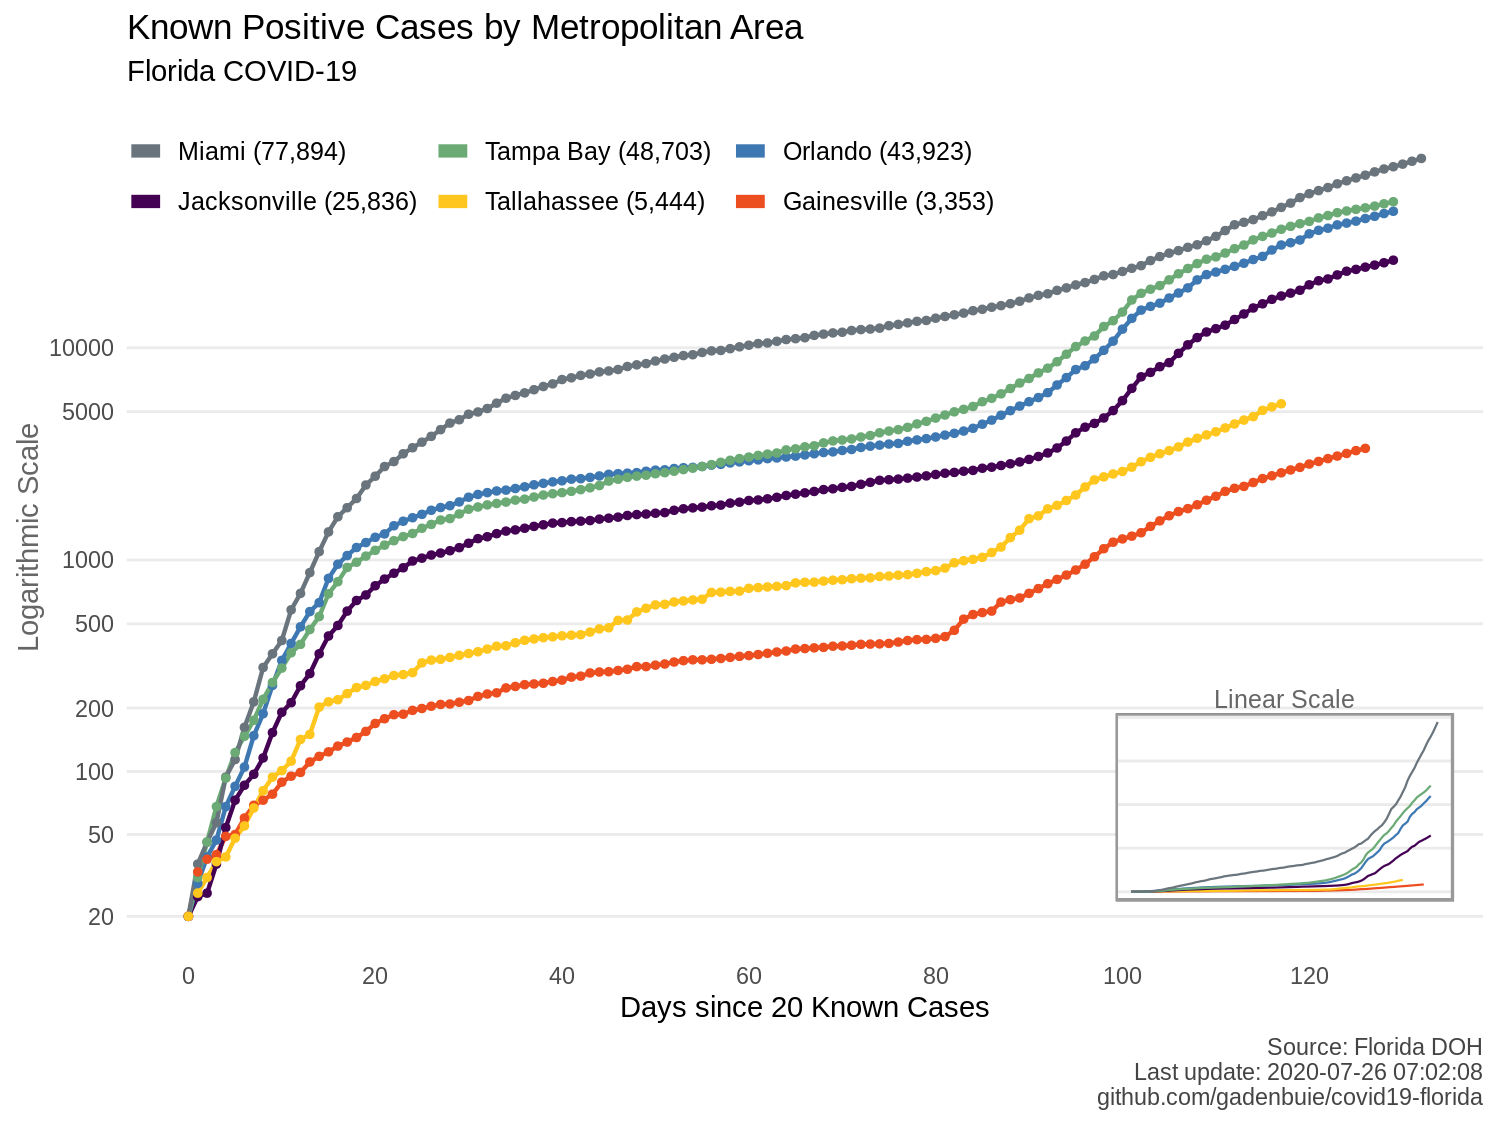 Known Positive Cases by Metropolitan Area
Florida COVID-19
Miami (77,894) Tampa Bay (48,703) Orlando (43,923)
Jacksonville (25,836) Tallahassee (5,444) Gainesville (3,353)
Logarithmic Scale
10000
5000
1000
500
200
100
50
20
Linear Scale
0 20 40 60 80 100 120
Days since 20 Known Cases
Source: Florida DOH
Last update: 2020-07-26 07:02:08
github.com/gadenbuie/covid19-florida